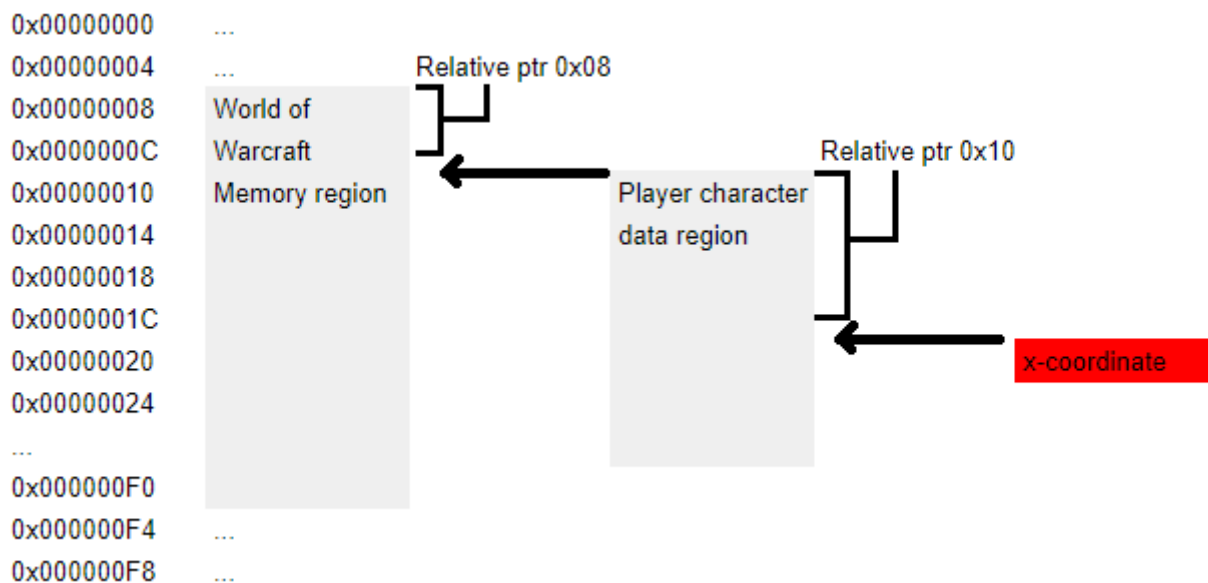 0x00000000 ...
0x00000004 ... Relative ptr 0x08
0x00000008 World of
0x0000000C Warcraft Relative ptr 0x10
0x00000010 Memory region Player character
0x00000014 data region
0x00000018
0x0000001C
0x00000020 x-coordinate
0x00000024
...
0x000000F0
0x000000F4 ...
0x000000F8 ...